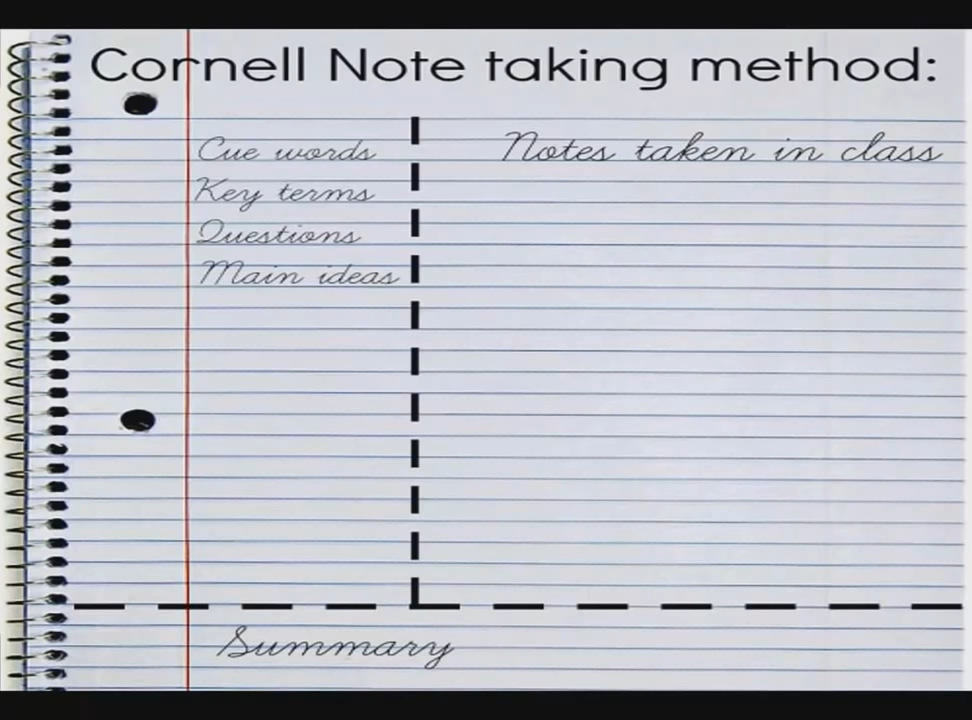 Cornell Note taking method:
Cue words
Key terms
Questions
Main ideas
Notes taken in class
Summary